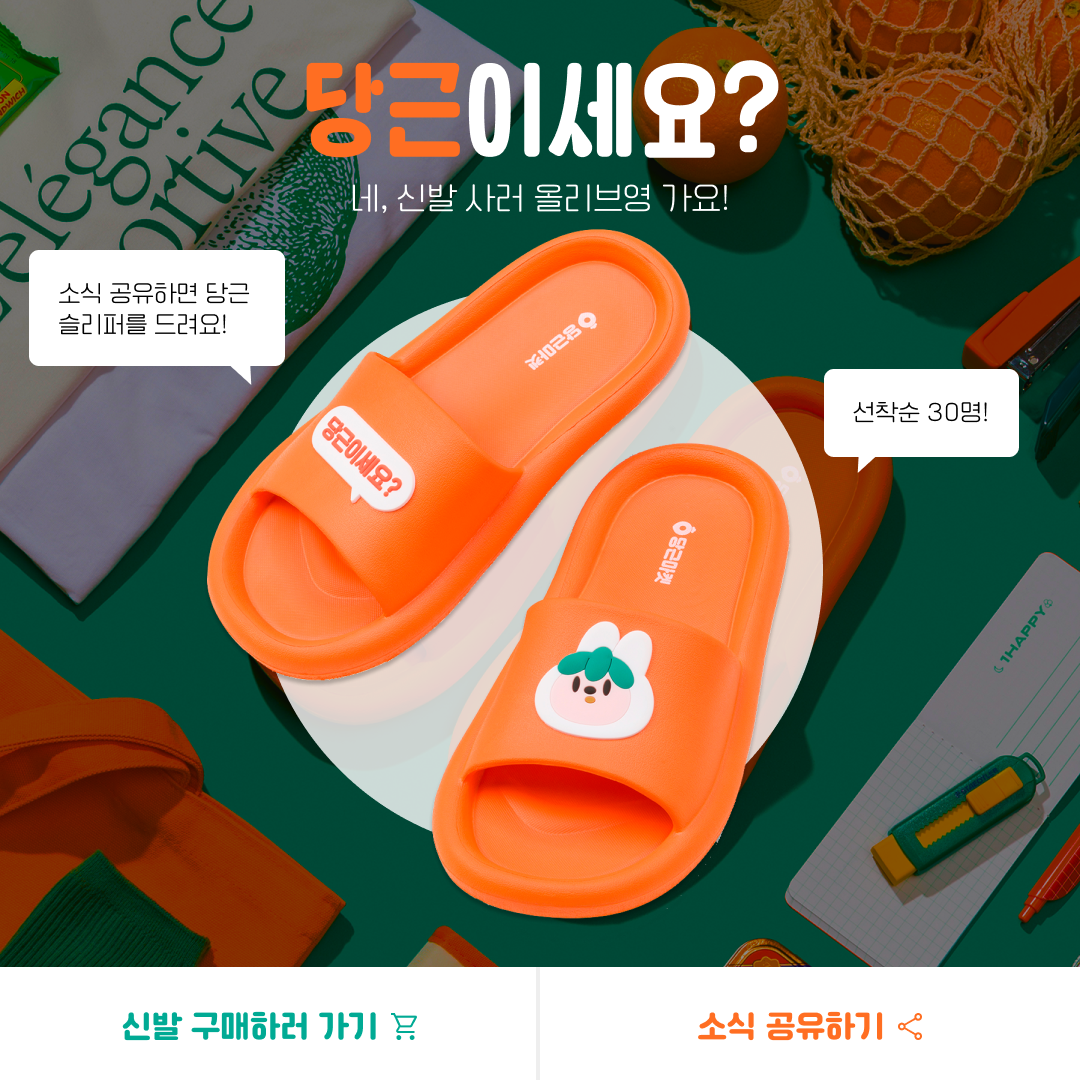 당근이세요?
네, 신발 사러 올리브영 가요!
élégance
ortive
소식 공유하면 당근
슬리퍼를 드려요!
선착순 30명!
당근마켓
당근이세요?
당근마켓
1HAPPY
신발 구매하러 가기
소식 공유하기